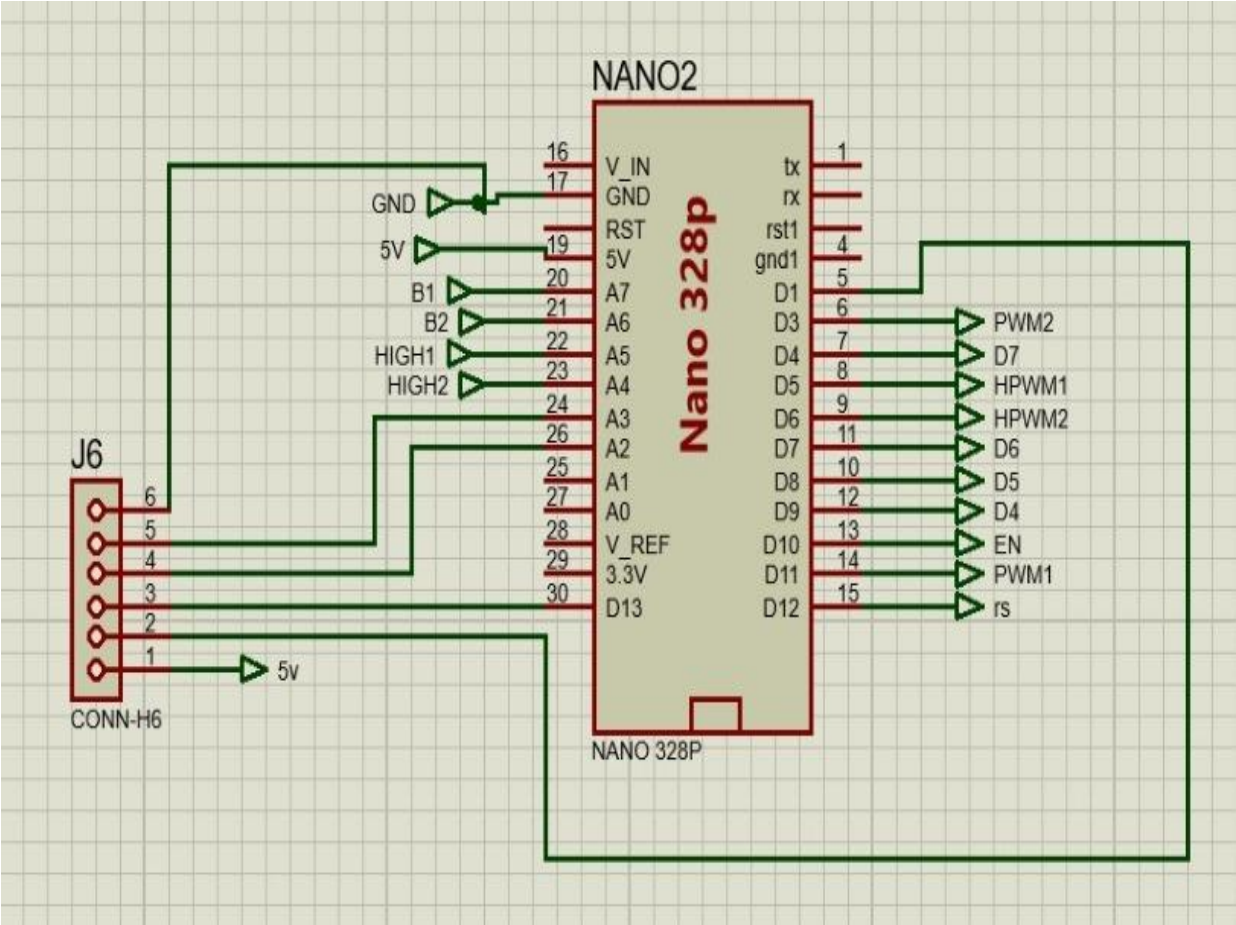 NANO2
16 V_IN tx 1
17 GND GND rx
RST rst1
5V 19 5V gnd1 4
B1 20 A7 D1 5
B2 21 A6 D3 6 PWM2
HIGH1 22 A5 D4 7 D7
HIGH2 23 A4 D5 8 HPWM1
24 A3 D6 9 HPWM2
26 A2 D7 11 D6
25 A1 D8 10 D5
27 A0 D9 12 D4
28 V_REF D10 13 EN
29 3.3V D11 14 PWM1
30 D13 D12 15 rs
Nano 328p
J6
6
5
4
3
2
1 5v
CONN-H6
NANO 328P